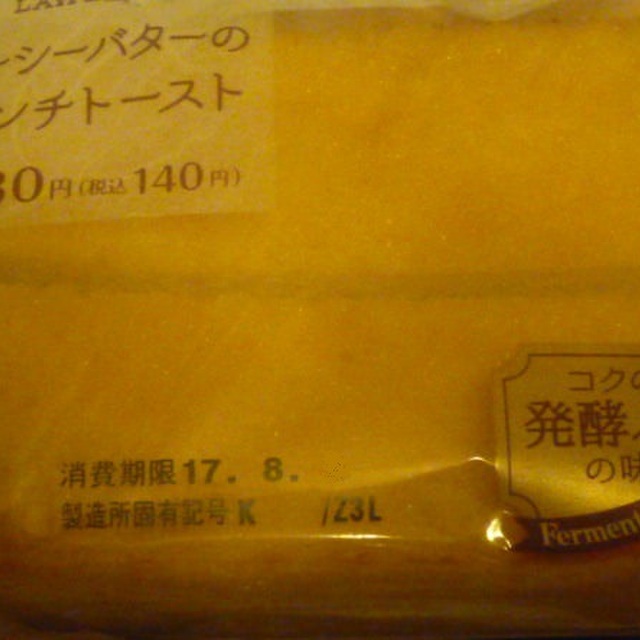 ーシーバターの
ンチトースト
30円(税込140円)
コクの
発酵
の味
消費期限17. 8.
製造所固有記号K /Z3L
Ferment